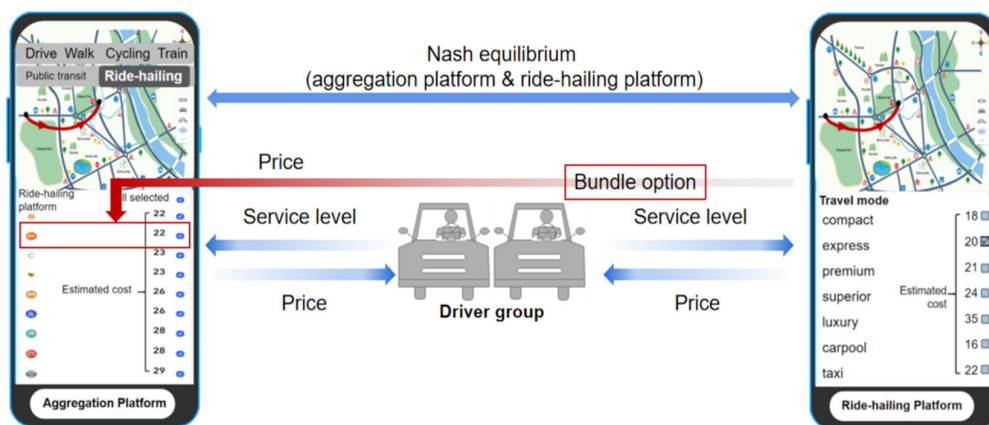 Drive Walk Cycling Train
Public transit Ride-hailing
Nash equilibrium
(aggregation platform & ride-hailing platform)
Price
Bundle option
Ride-hailing
platform
ll selected
22
22
23
23
Estimated cost
26
26
28
28
29
Aggregation Platform
Service level
Price
Driver group
Service level
Price
Travel mode
compact 18
express 20
premium 21
superior 24
Estimated
cost
luxury 35
carpool 16
taxi 22
Ride-hailing Platform